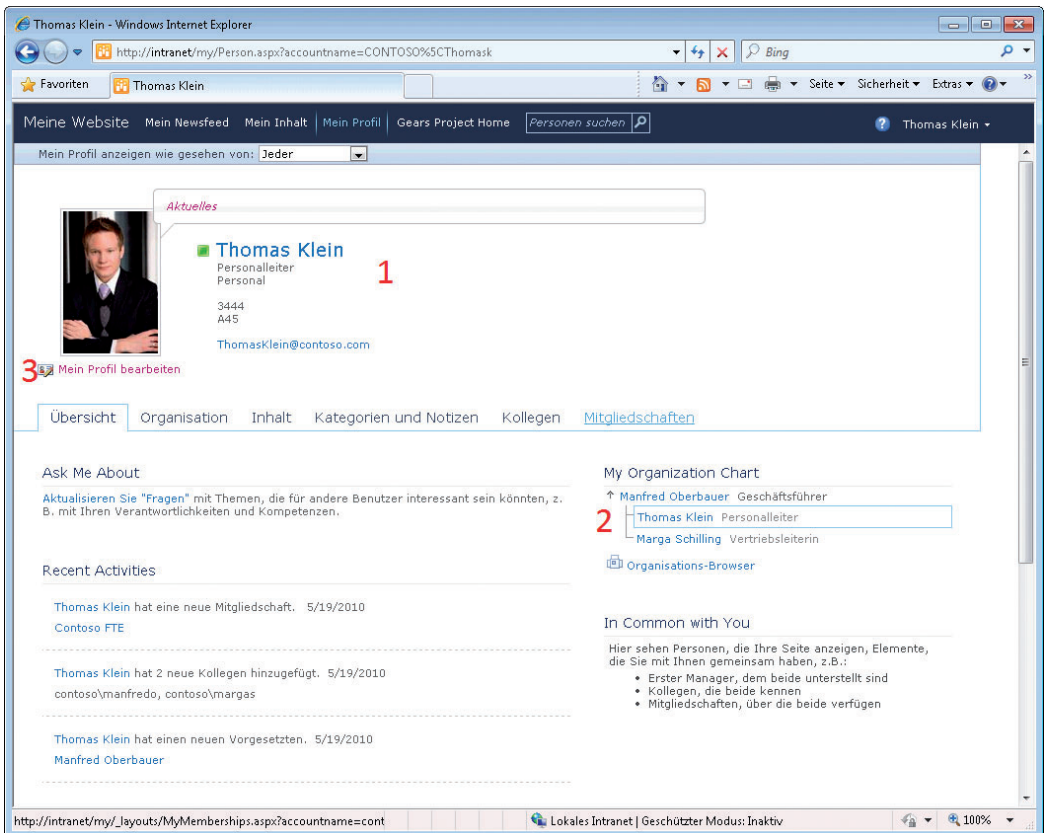 Thomas Klein - Windows Internet Explorer
http://intranet/my/Person.aspx?accountname=CONTOSO%5CThomask
Bing
Favoriten
Thomas Klein
Seite
Sicherheit
Extras
Meine Website
Mein Newsfeed
Mein Inhalt
Mein Profil
Gears Project Home
Personen suchen
Thomas Klein
Mein Profil anzeigen wie gesehen von: Jeder
Aktuelles
Thomas Klein
Personalleiter
1
Personal
3444
A45
ThomasKlein@contoso.com
3
Mein Profil bearbeiten
Übersicht
Organisation
Inhalt
Kategorien und Notizen
Kollegen
Mitgliedschaften
Ask Me About
Aktualisieren Sie "Fragen" mit Themen, die für andere Benutzer interessant sein könnten, z.
B. mit Ihren Verantwortlichkeiten und Kompetenzen.
Recent Activities
Thomas Klein hat eine neue Mitgliedschaft. 5/19/2010
Contoso FTE
Thomas Klein hat 2 neue Kollegen hinzugefügt. 5/19/2010
contoso\manfredo, contoso\margas
Thomas Klein hat einen neuen Vorgesetzten. 5/19/2010
Manfred Oberbauer
My Organization Chart
Manfred Oberbauer Geschäftsführer
2
Thomas Klein Personalleiter
Marga Schilling Vertriebsleiterin
Organisations-Browser
In Common with You
Hier sehen Personen, die Ihre Seite anzeigen, Elemente,
die Sie mit Ihnen gemeinsam haben, z.B.:
• Erster Manager, dem beide unterstellt sind
• Kollegen, die beide kennen
• Mitgliedschaften, über die beide verfügen
http://intranet/my/_layouts/MyMemberships.aspx?accountname=cont
Lokales Intranet | Geschützter Modus: Inaktiv
100%